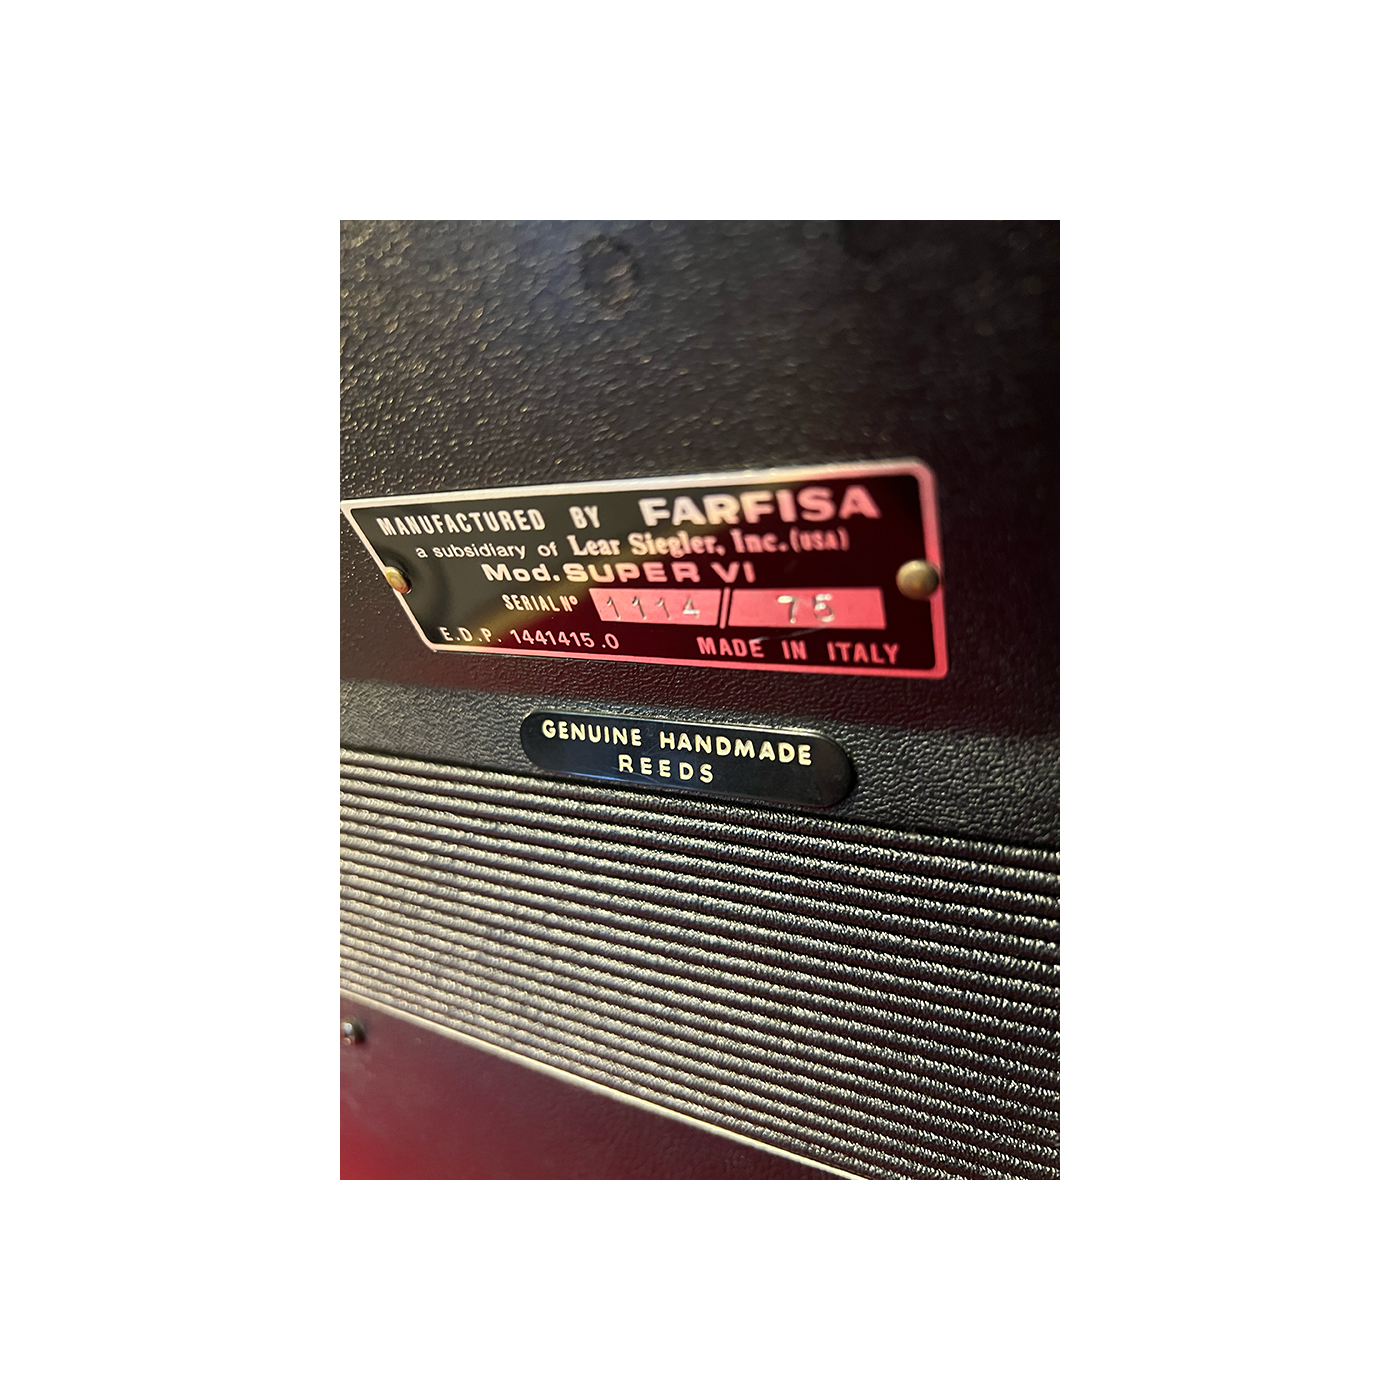 MANUFACTURED BY FARFISA
a subsidiary of Lear Siegler, Inc. (USA)
Mod. SUPER VI
SERIAL Nº 1114 / 75
E.D.P. 1441415.0 MADE IN ITALY
GENUINE HANDMADE
REEDS